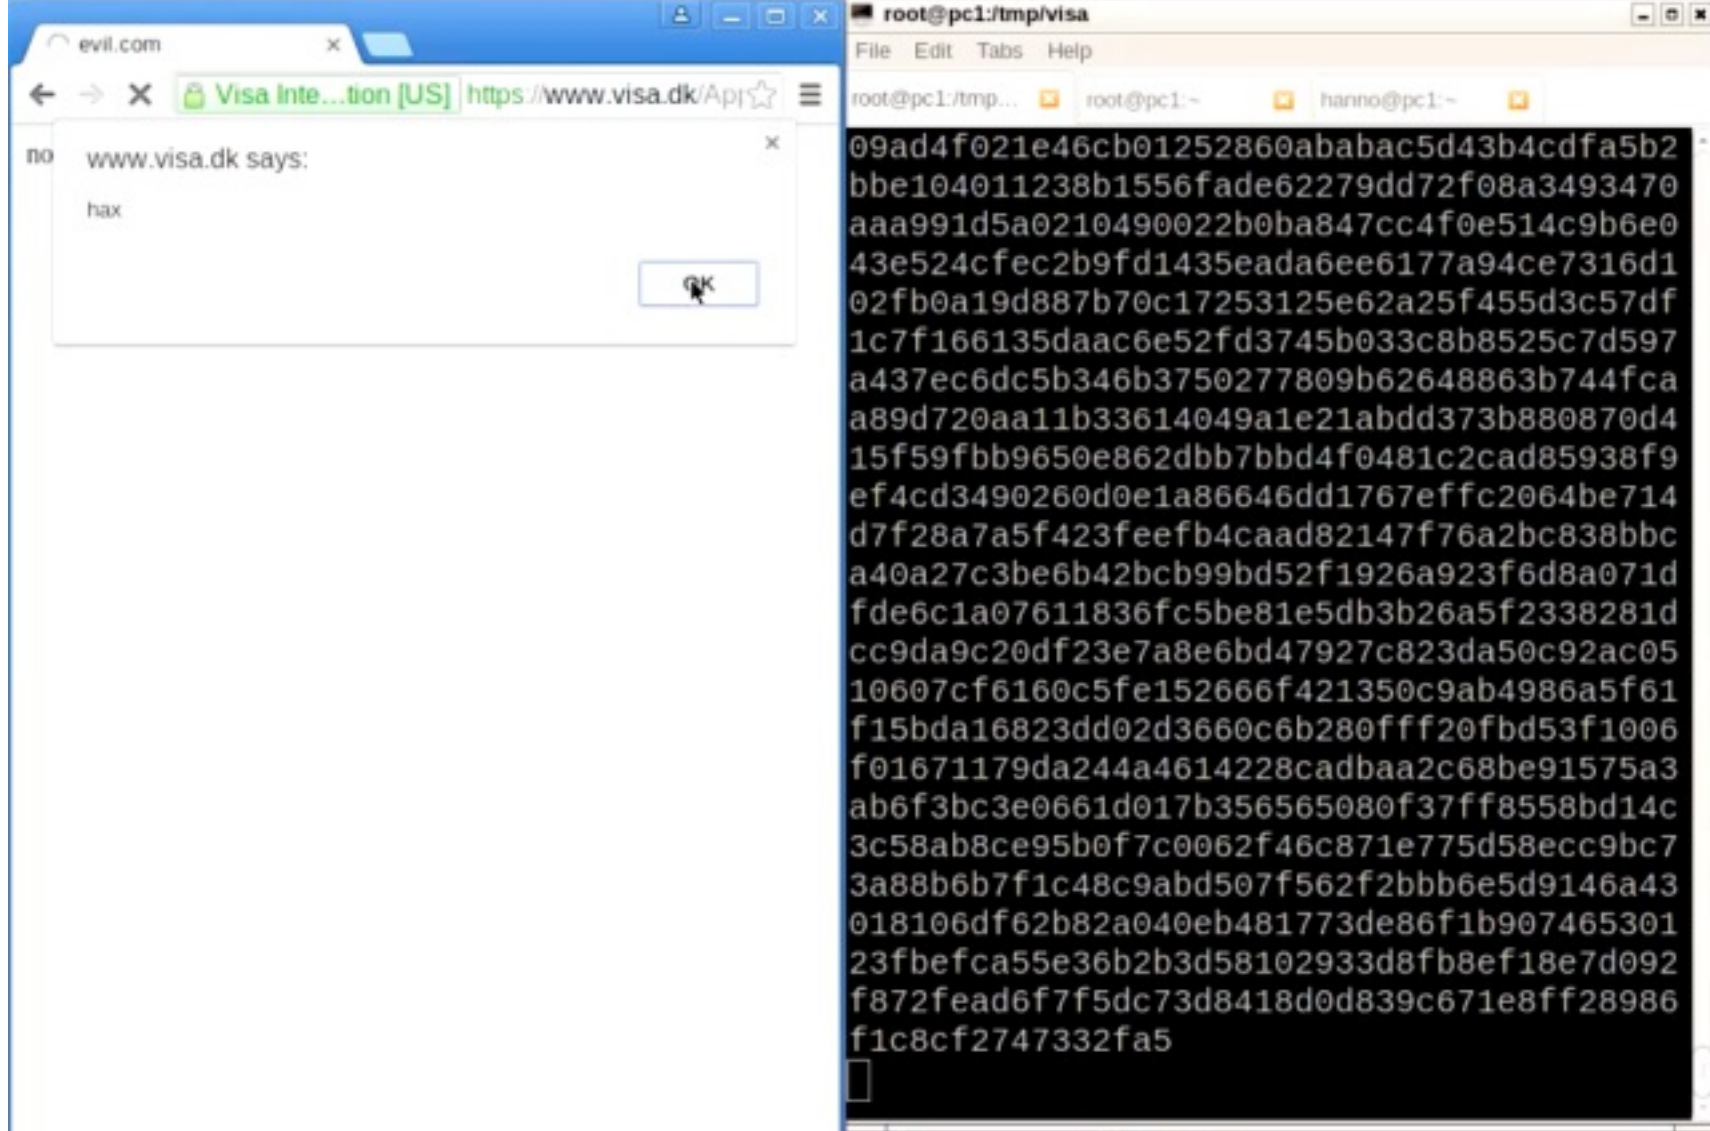 evil.com
Visa Inte...tion [US] https://www.visa.dk/App
no
www.visa.dk says:
hax
OK
root@pc1:/tmp/visa
File Edit Tabs Help
root@pc1:/tmp... root@pc1:~ hanno@pc1:~
09ad4f021e46cb01252860ababac5d43b4cdfa5b2
bbe104011238b1556fade62279dd72f08a3493470
aaa991d5a0210490022b0ba847cc4f0e514c9b6e0
43e524cfec2b9fd1435eada6ee6177a94ce7316d1
02fb0a19d887b70c17253125e62a25f455d3c57df
1c7f166135daac6e52fd3745b033c8b8525c7d597
a437ec6dc5b346b3750277809b62648863b744fca
a89d720aa11b33614049a1e21abdd373b880870d4
15f59fbb9650e862dbb7bbd4f0481c2cad85938f9
ef4cd3490260d0e1a86646dd1767effc2064be714
d7f28a7a5f423feefb4caad82147f76a2bc838bbc
a40a27c3be6b42bcb99bd52f1926a923f6d8a071d
fde6c1a07611836fc5be81e5db3b26a5f2338281d
cc9da9c20df23e7a8e6bd47927c823da50c92ac05
10607cf6160c5fe152666f421350c9ab4986a5f61
f15bda16823dd02d3660c6b280fff20fbd53f1006
f01671179da244a4614228cadbaa2c68be91575a3
ab6f3bc3e0661d017b356565080f37ff8558bd14c
3c58ab8ce95b0f7c0062f46c871e775d58ecc9bc7
3a88b6b7f1c48c9abd507f562f2bbb6e5d9146a43
018106df62b82a040eb481773de86f1b907465301
23fbefca55e36b2b3d58102933d8fb8ef18e7d092
f872fead6f7f5dc73d8418d0d839c671e8ff28986
f1c8cf2747332fa5